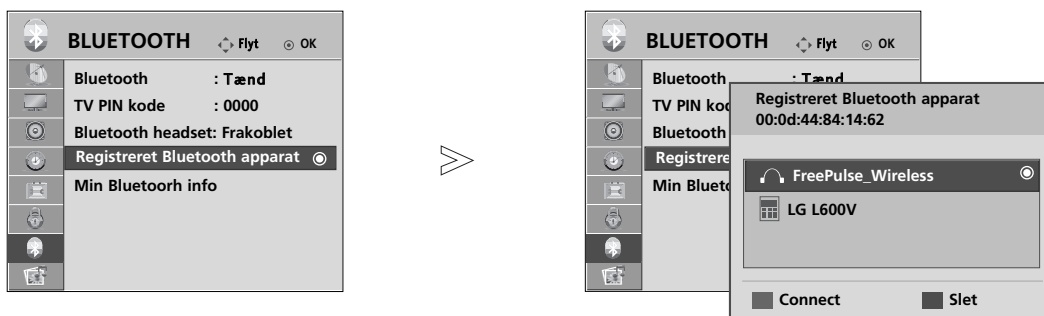 BLUETOOTH Flyt OK
Bluetooth : Tænd
TV PIN kode : 0000
Bluetooth headset: Frakoblet
Registreret Bluetooth apparat
Min Bluetoorh info
BLUETOOTH Flyt OK
Bluetooth : Tænd
TV PIN kod
Bluetooth
Registrere
Min Blueto
Registreret Bluetooth apparat
00:0d:44:84:14:62
FreePulse_Wireless
LG L600V
Connect Slet